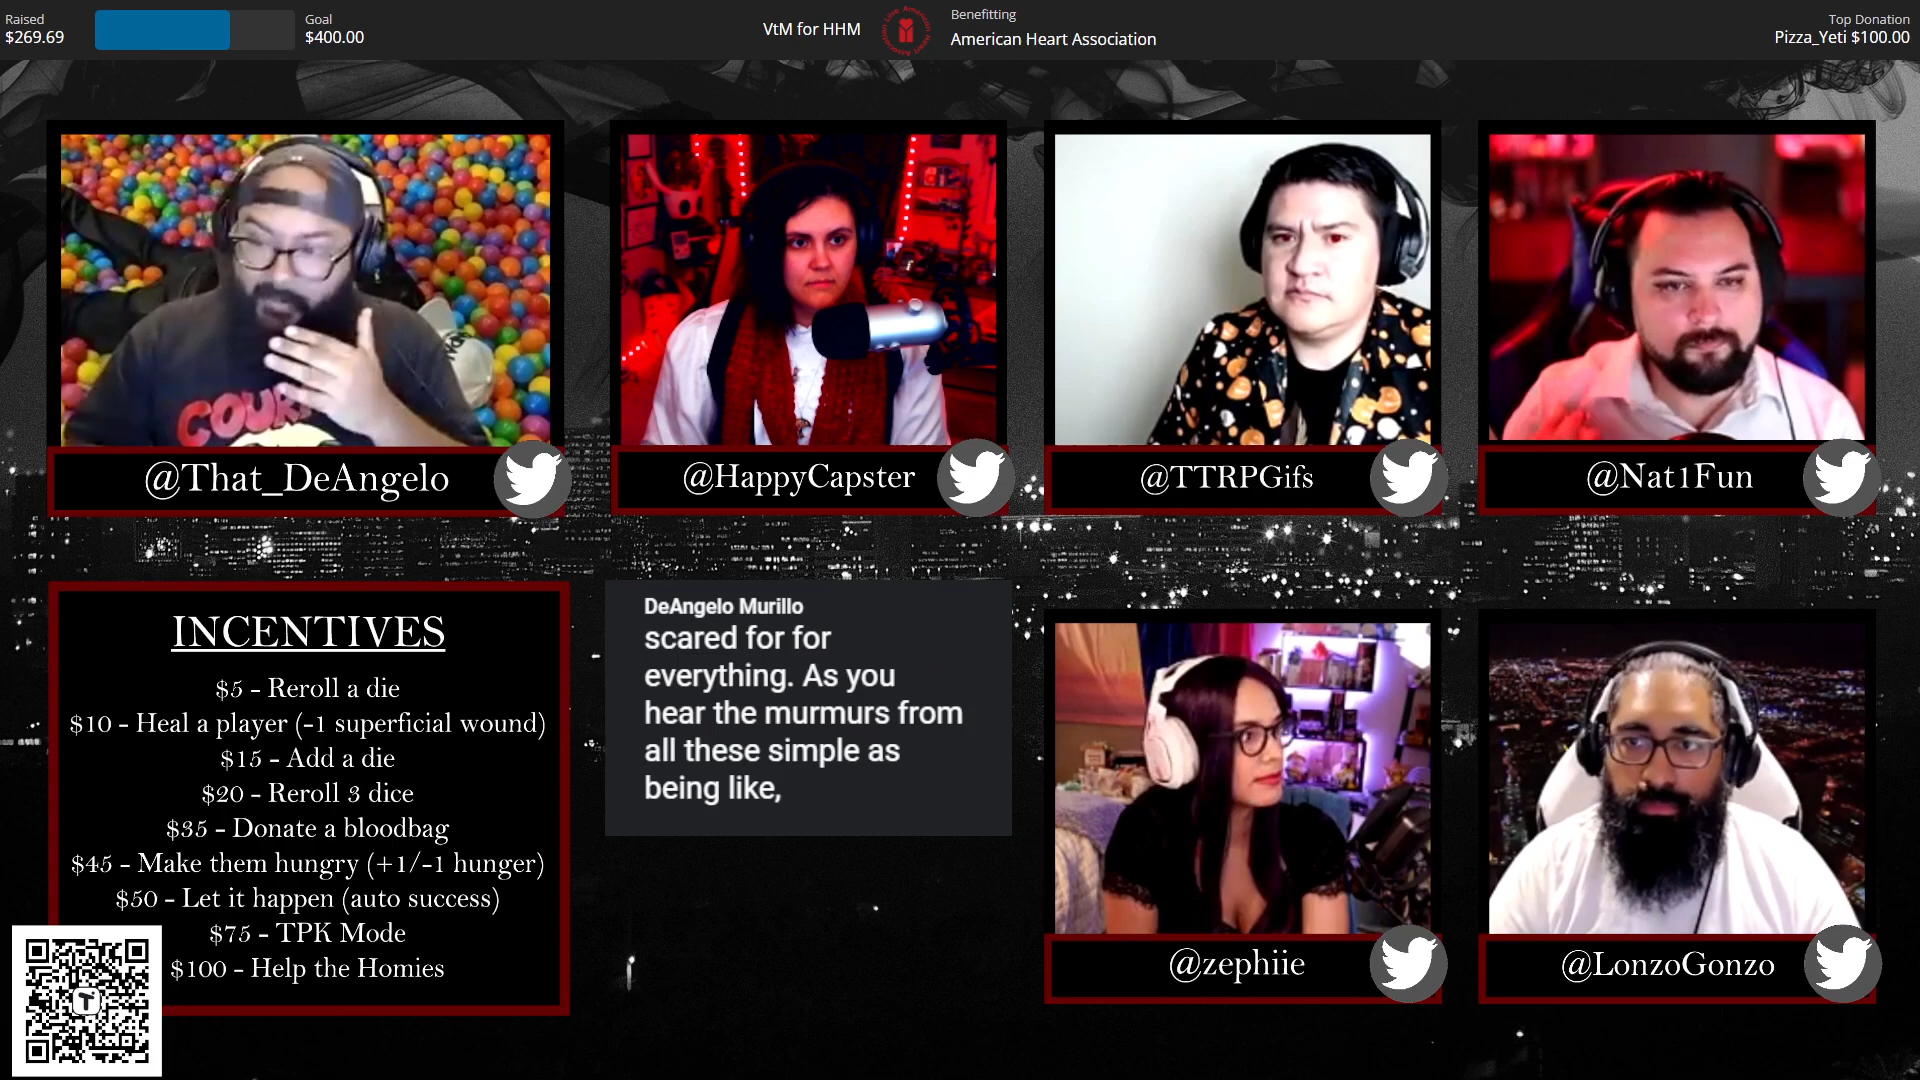 Raised
$269.69
Goal
$400.00
VtM for HHM
Benefitting
American Heart Association
Top Donation
Pizza_Yeti $100.00
@That_DeAngelo
@HappyCapster
@TTRPGifs
@Nat1Fun
INCENTIVES
$5 - Reroll a die
$10 - Heal a player (-1 superficial wound)
$15 - Add a die
$20 - Reroll 3 dice
$35 - Donate a bloodbag
$45 - Make them hungry (+1/-1 hunger)
$50 - Let it happen (auto success)
$75 - TPK Mode
$100 - Help the Homies
DeAngelo Murillo
scared for for
everything. As you
hear the murmurs from
all these simple as
being like,
@zephiie
@LonzoGonzo